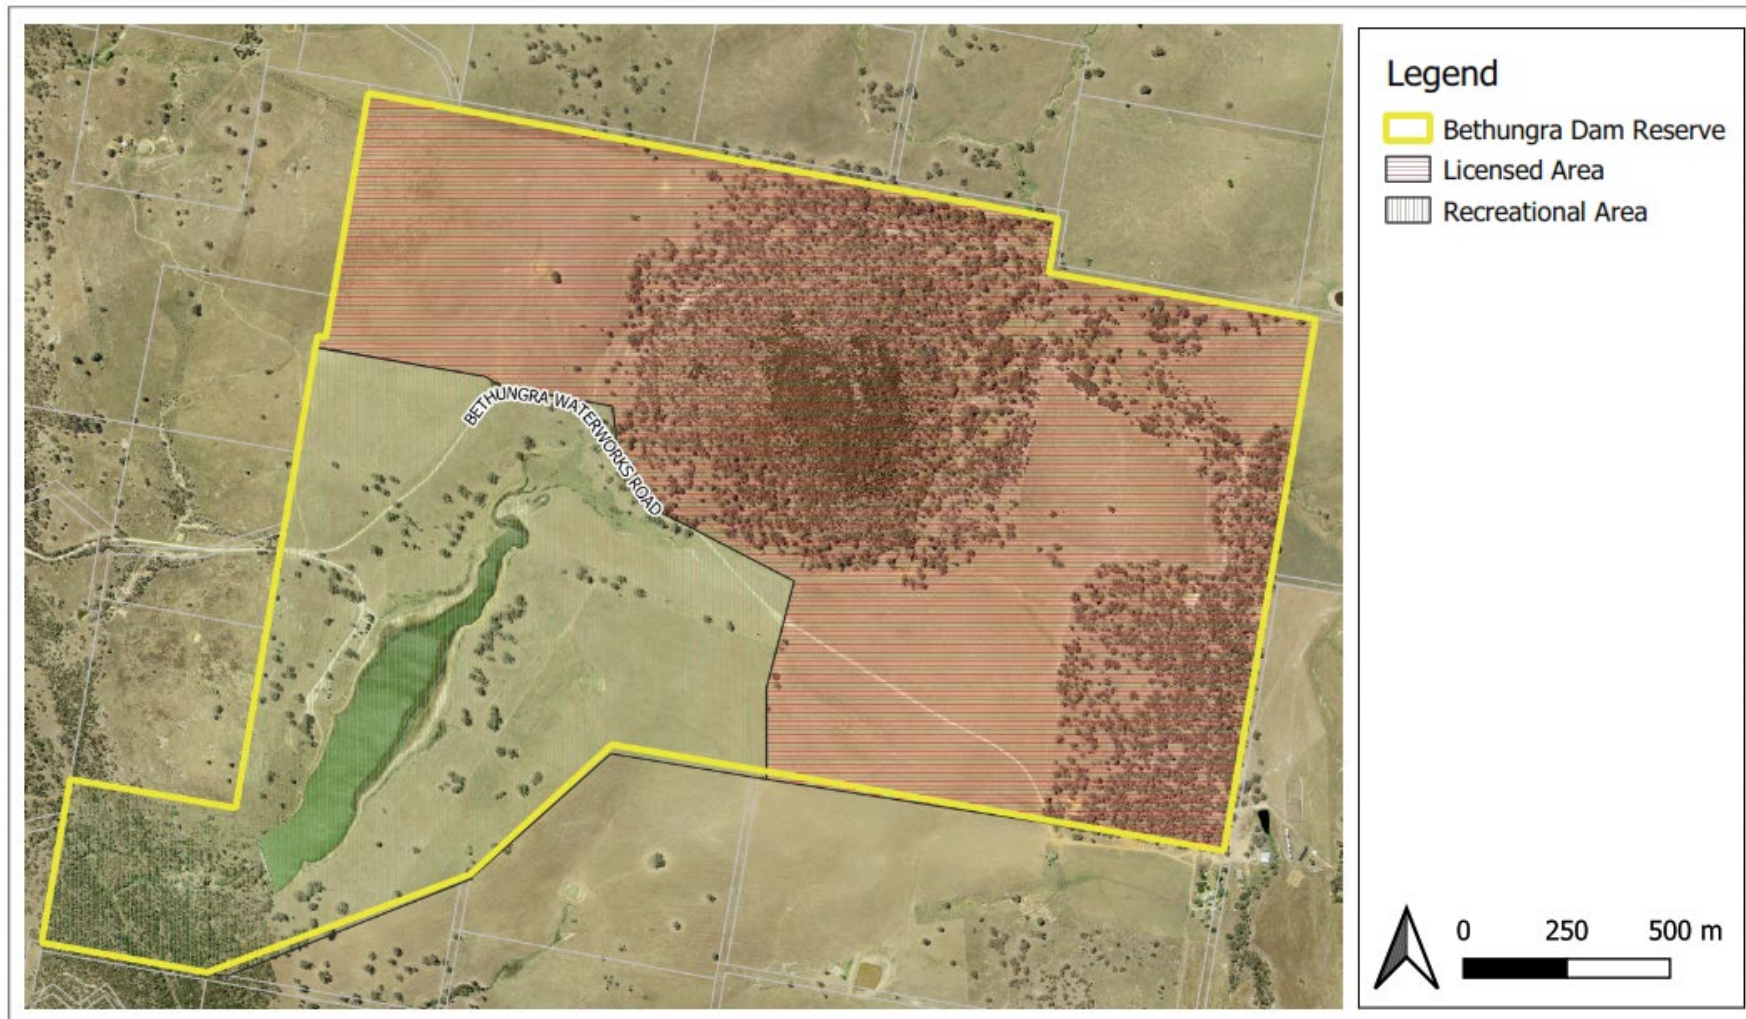 Legend
Bethungra Dam Reserve
Licensed Area
Recreational Area
BETHUNGRA WATERWORKS ROAD
0 250 500 m